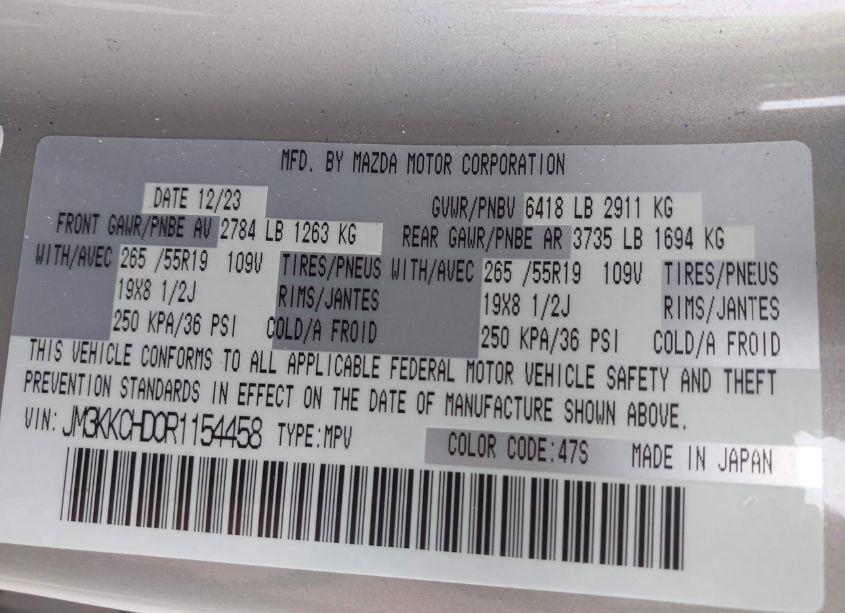 MFD. BY MAZDA MOTOR CORPORATION
DATE 12/23 GVWR/PNBV 6418 LB 2911 KG
FRONT GAWR/PNBE AV 2784 LB 1263 KG REAR GAWR/PNBE AR 3735 LB 1694 KG
WITH/AVEC 265 /55R19 109V TIRES/PNEUS WITH/AVEC 265 /55R19 109V TIRES/PNEUS
19X8 1/2J RIMS/JANTES 19X8 1/2J RIMS/JANTES
250 KPA/36 PSI COLD/A FROID 250 KPA/36 PSI COLD/A FROID
THIS VEHICLE CONFORMS TO ALL APPLICABLE FEDERAL MOTOR VEHICLE SAFETY AND THEFT
PREVENTION STANDARDS IN EFFECT ON THE DATE OF MANUFACTURE SHOWN ABOVE.
VIN: JM3KKCHD0R1154458 TYPE:MPV COLOR CODE:47S MADE IN JAPAN